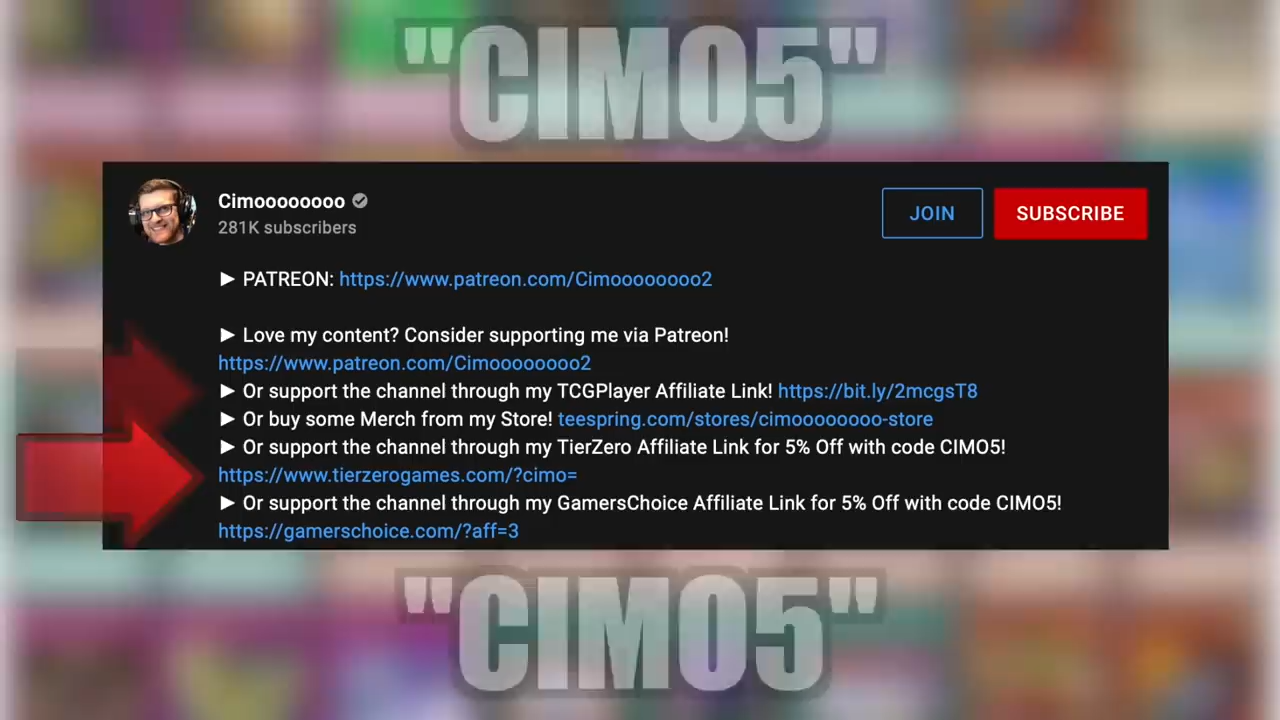 "CIMO5"
Cimoooooooo
281K subscribers
JOIN
SUBSCRIBE
► PATREON: https://www.patreon.com/Cimoooooooo2
► Love my content? Consider supporting me via Patreon!
https://www.patreon.com/Cimoooooooo2
► Or support the channel through my TCGPlayer Affiliate Link! https://bit.ly/2mcgsT8
► Or buy some Merch from my Store! teespring.com/stores/cimoooooooo-store
► Or support the channel through my TierZero Affiliate Link for 5% Off with code CIMO5!
https://www.tierzerogames.com/?cimo=
► Or support the channel through my GamersChoice Affiliate Link for 5% Off with code CIMO5!
https://gamerschoice.com/?aff=3
"CIMO5"